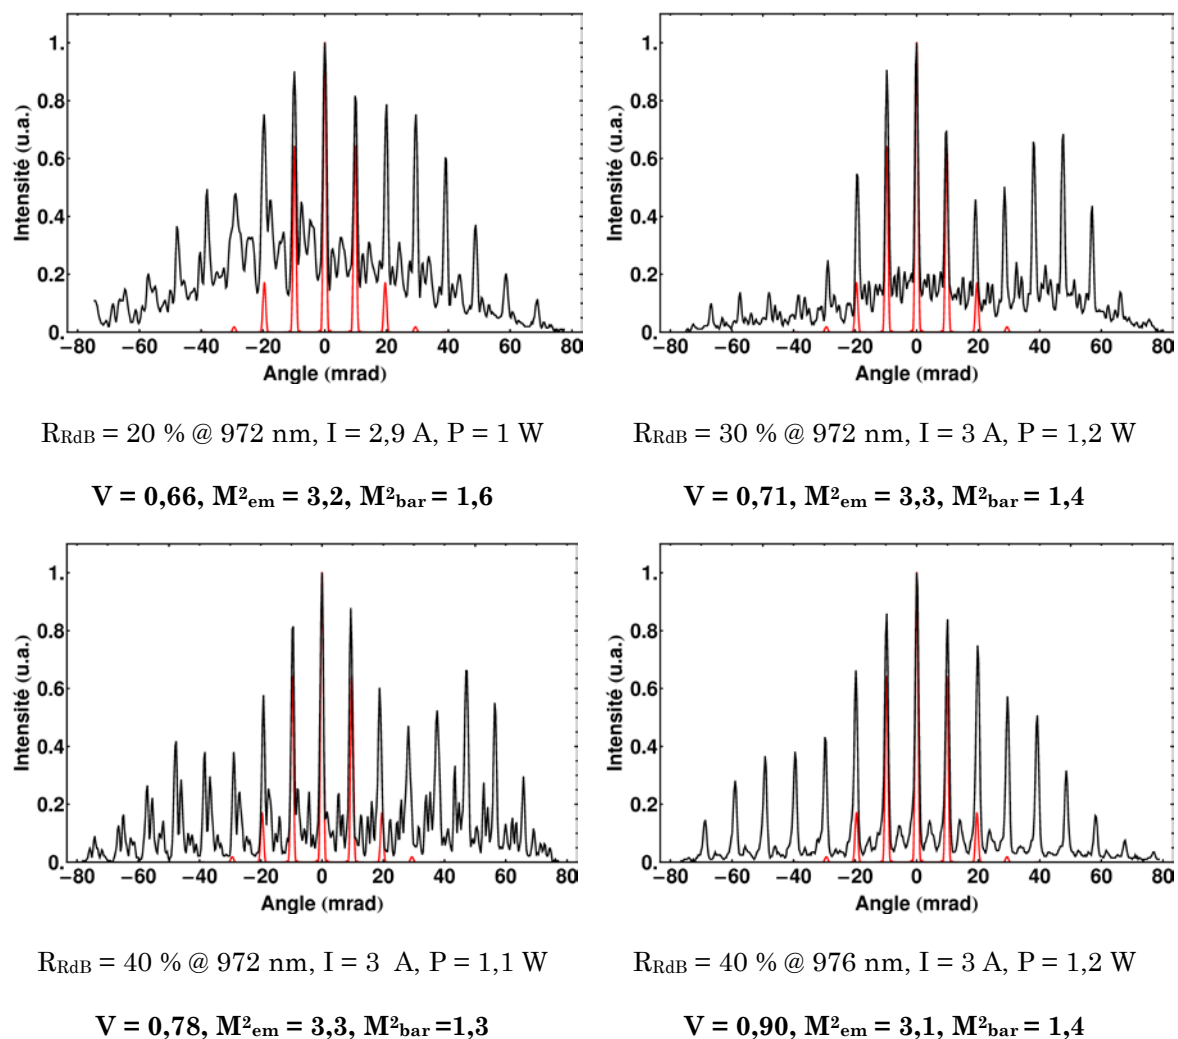 1.
0.8
0.6
0.4
0.2
0.
Intensité (u.a.)
−80 −60 −40 −20 0 20 40 60 80
Angle (mrad)
1.
0.8
0.6
0.4
0.2
0.
Intensité (u.a.)
−80 −60 −40 −20 0 20 40 60 80
Angle (mrad)
RRdB = 20 % @ 972 nm, I = 2,9 A, P = 1 W
RRdB = 30 % @ 972 nm, I = 3 A, P = 1,2 W
V = 0,66, M²em = 3,2, M²bar = 1,6
V = 0,71, M²em = 3,3, M²bar = 1,4
1.
0.8
0.6
0.4
0.2
0.
Intensité (u.a.)
−80 −60 −40 −20 0 20 40 60 80
Angle (mrad)
1.
0.8
0.6
0.4
0.2
0.
Intensité (u.a.)
−80 −60 −40 −20 0 20 40 60 80
Angle (mrad)
RRdB = 40 % @ 972 nm, I = 3 A, P = 1,1 W
RRdB = 40 % @ 976 nm, I = 3 A, P = 1,2 W
V = 0,78, M²em = 3,3, M²bar =1,3
V = 0,90, M²em = 3,1, M²bar = 1,4